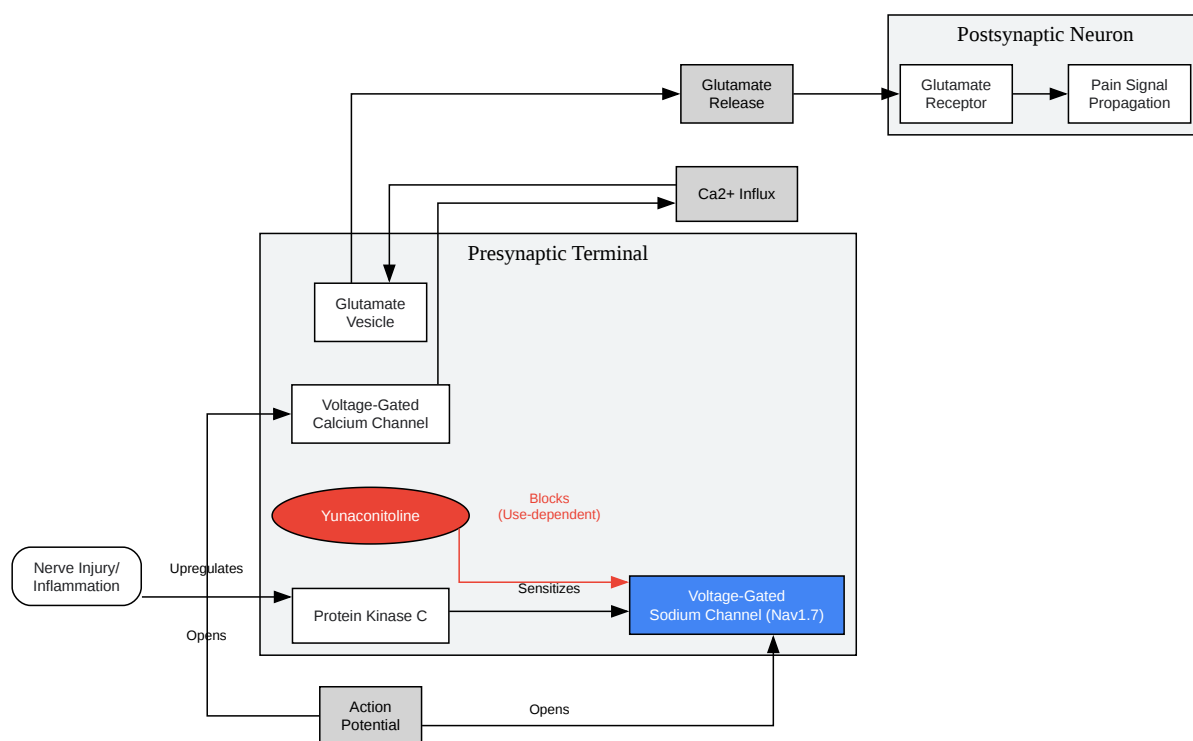 Postsynaptic Neuron
Glutamate
Release
Glutamate
Receptor
Pain Signal
Propagation
Ca2+ Influx
Presynaptic Terminal
Glutamate
Vesicle
Voltage-Gated
Calcium Channel
Yunaconitoline
Blocks
(Use-dependent)
Nerve Injury/
Inflammation
Upregulates
Protein Kinase C
Sensitizes
Voltage-Gated
Sodium Channel (Nav1.7)
Opens
Action
Potential
Opens